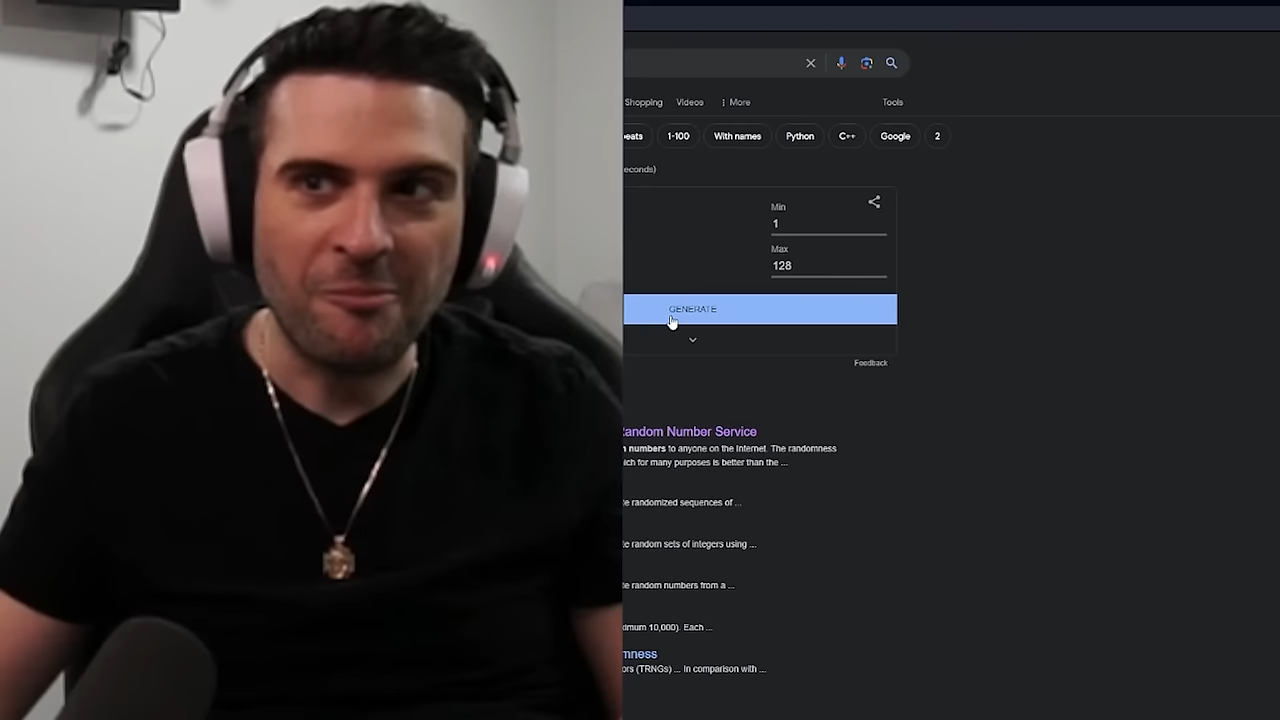 Shopping Videos More Tools
eats 1-100 With names Python C++ Google 2
econds)
Min
1
Max
128
GENERATE
Feedback
Random Number Service
m numbers to anyone on the Internet. The randomness
ich for many purposes is better than the ...
te randomized sequences of ...
te random sets of integers using ...
te random numbers from a ...
imum 10,000). Each ...
mness
ors (TRNGs) ... In comparison with ...